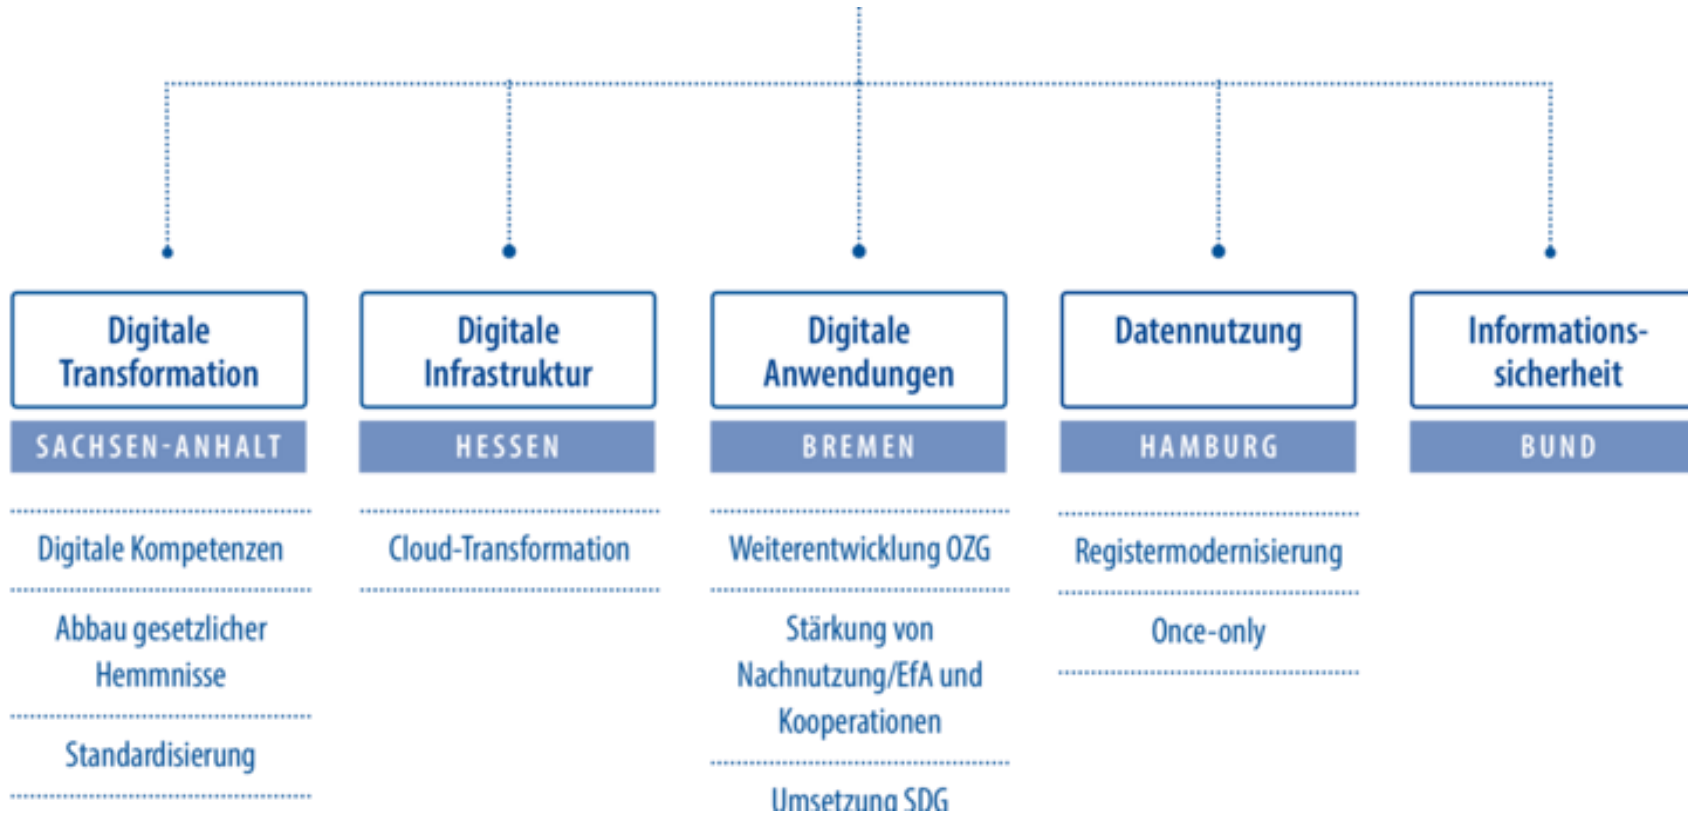 Digitale
Transformation
SACHSEN-ANHALT
Digitale Kompetenzen
Abbau gesetzlicher
Hemmnisse
Standardisierung
Digitale
Infrastruktur
HESSEN
Cloud-Transformation
Digitale
Anwendungen
BREMEN
Weiterentwicklung OZG
Stärkung von
Nachnutzung/EfA und
Kooperationen
Umsetzung SDG
Datennutzung
HAMBURG
Registermodernisierung
Once-only
Informations-
sicherheit
BUND